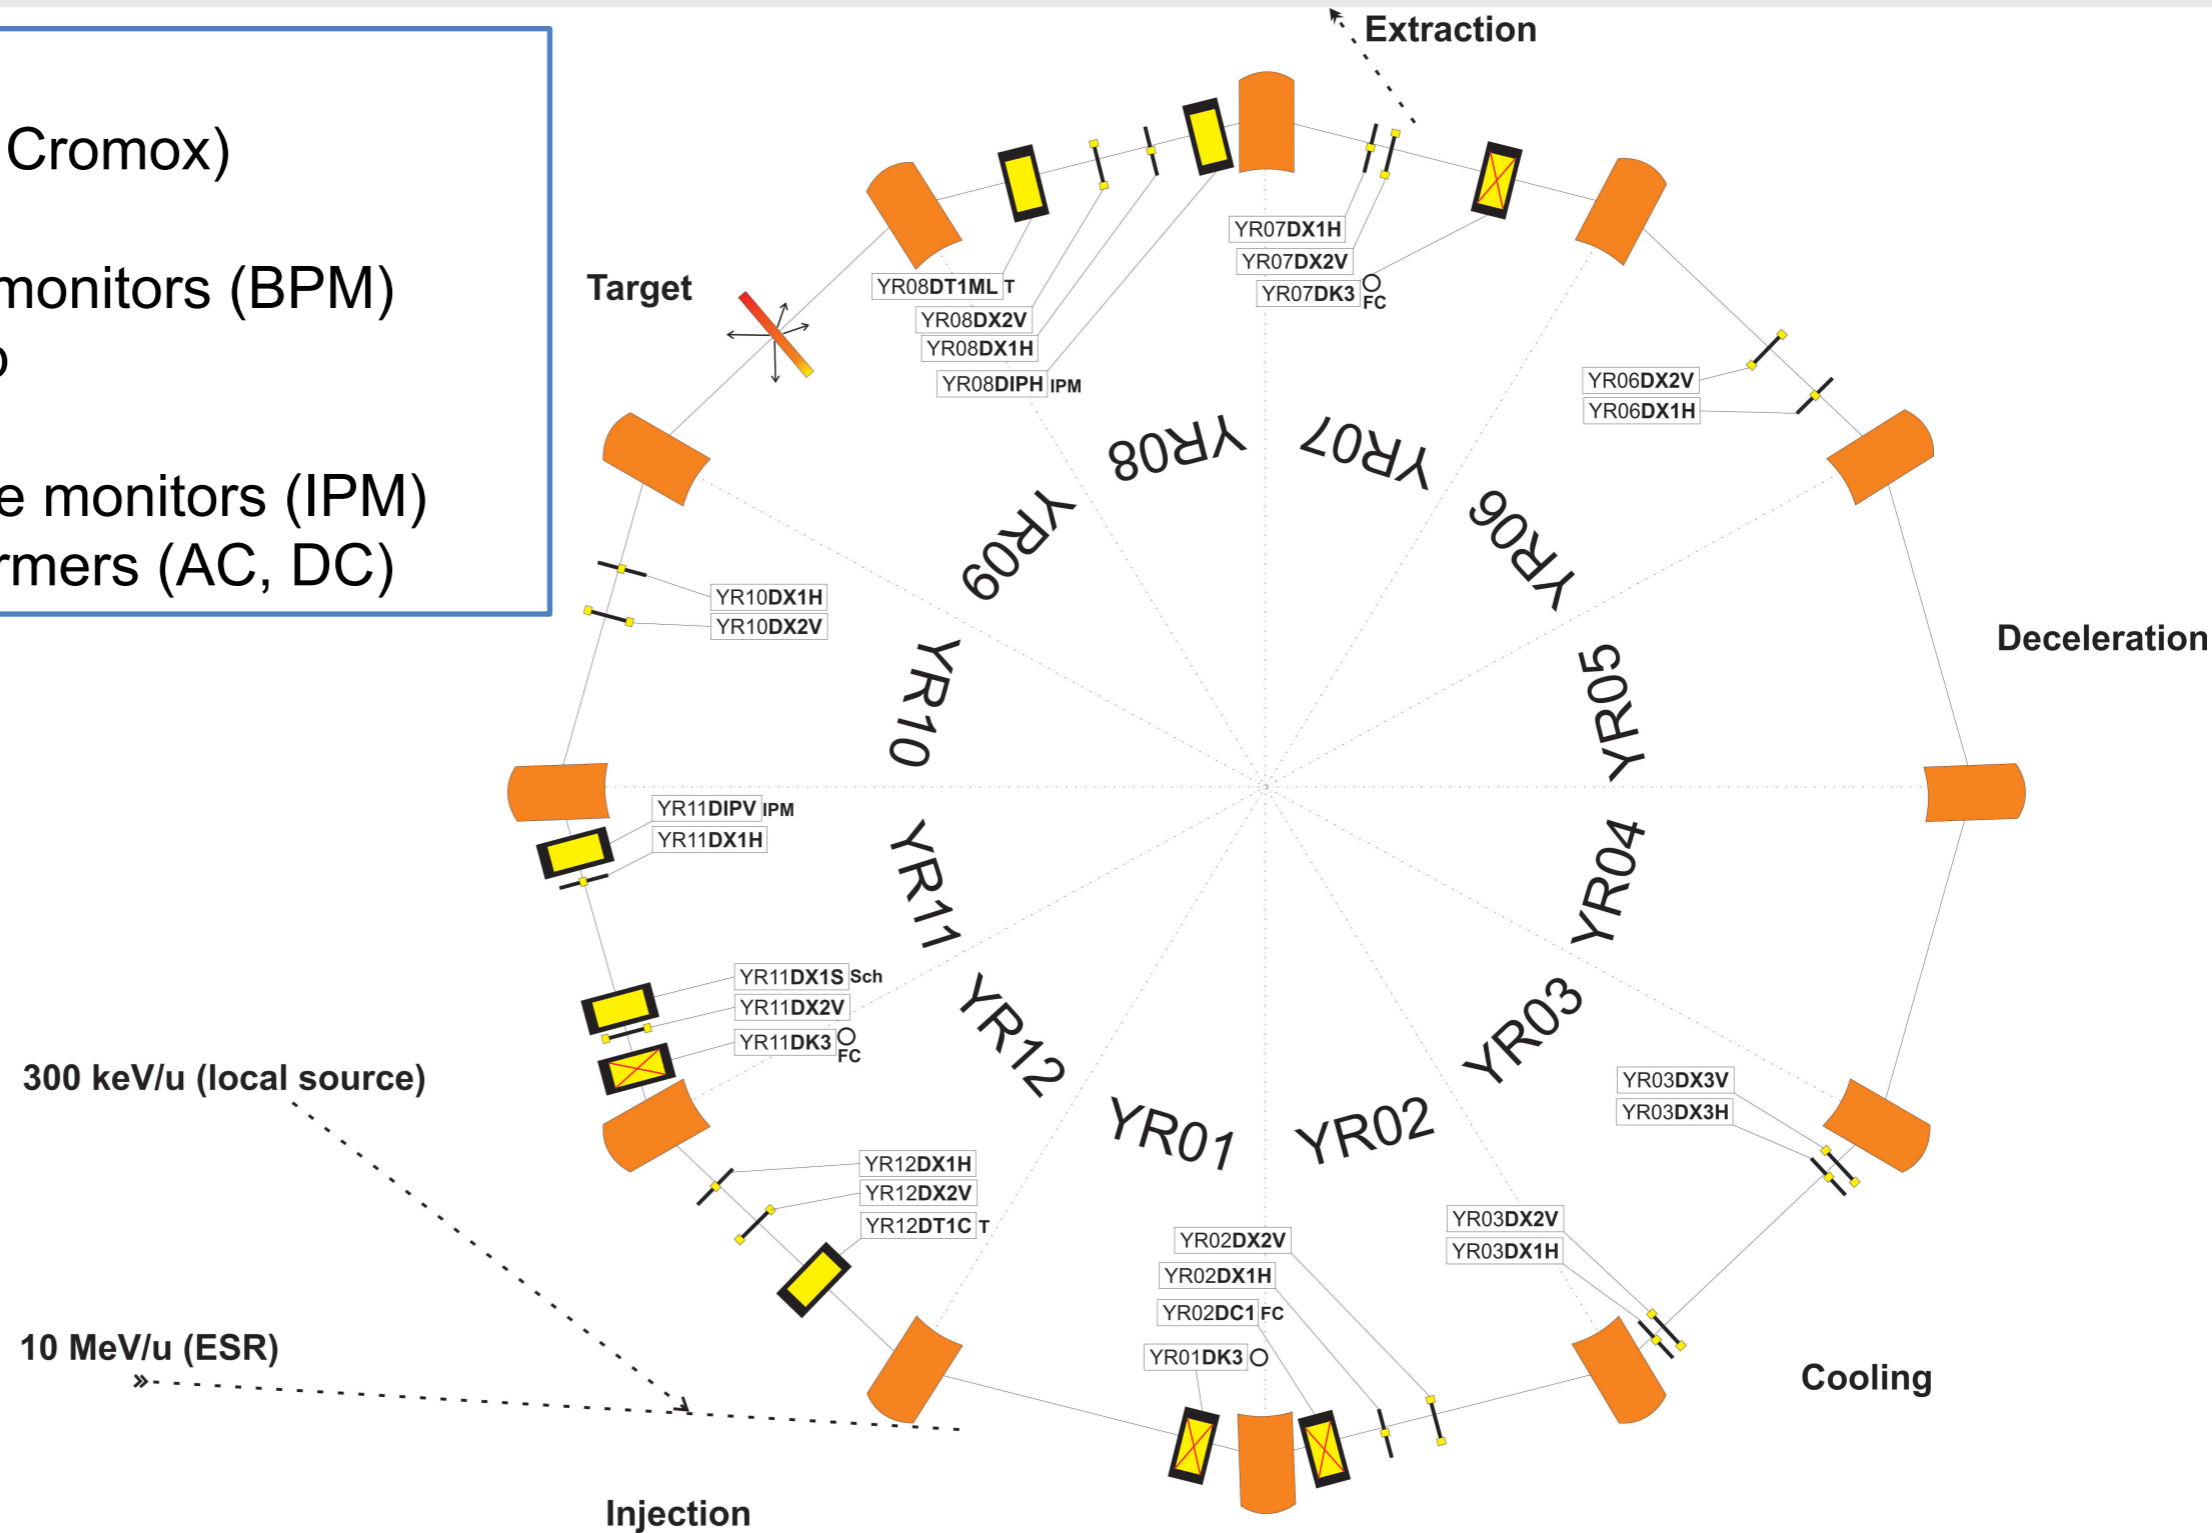 Cromox)
monitors (BPM)
e monitors (IPM)
rmers (AC, DC)
Extraction
Target
YR08DT1ML T
YR08DX2V
YR08DX1H
YR08DIPH IPM
YR07DX1H
YR07DX2V
YR07DK3
FC
YR06DX2V
YR06DX1H
YR08
YR07
YR09
YR06
YR10DX1H
YR10DX2V
YR10
YR05
Deceleration
YR11DIPV IPM
YR11DX1H
YR11
YR04
YR11DX1S Sch
YR11DX2V
YR11DK3
FC
YR12
YR03
300 keV/u (local source)
YR01
YR02
YR03DX3V
YR03DX3H
YR12DX1H
YR12DX2V
YR12DT1C T
YR03DX2V
YR03DX1H
YR02DX2V
YR02DX1H
YR02DC1 FC
YR01DK3
10 MeV/u (ESR)
Cooling
Injection